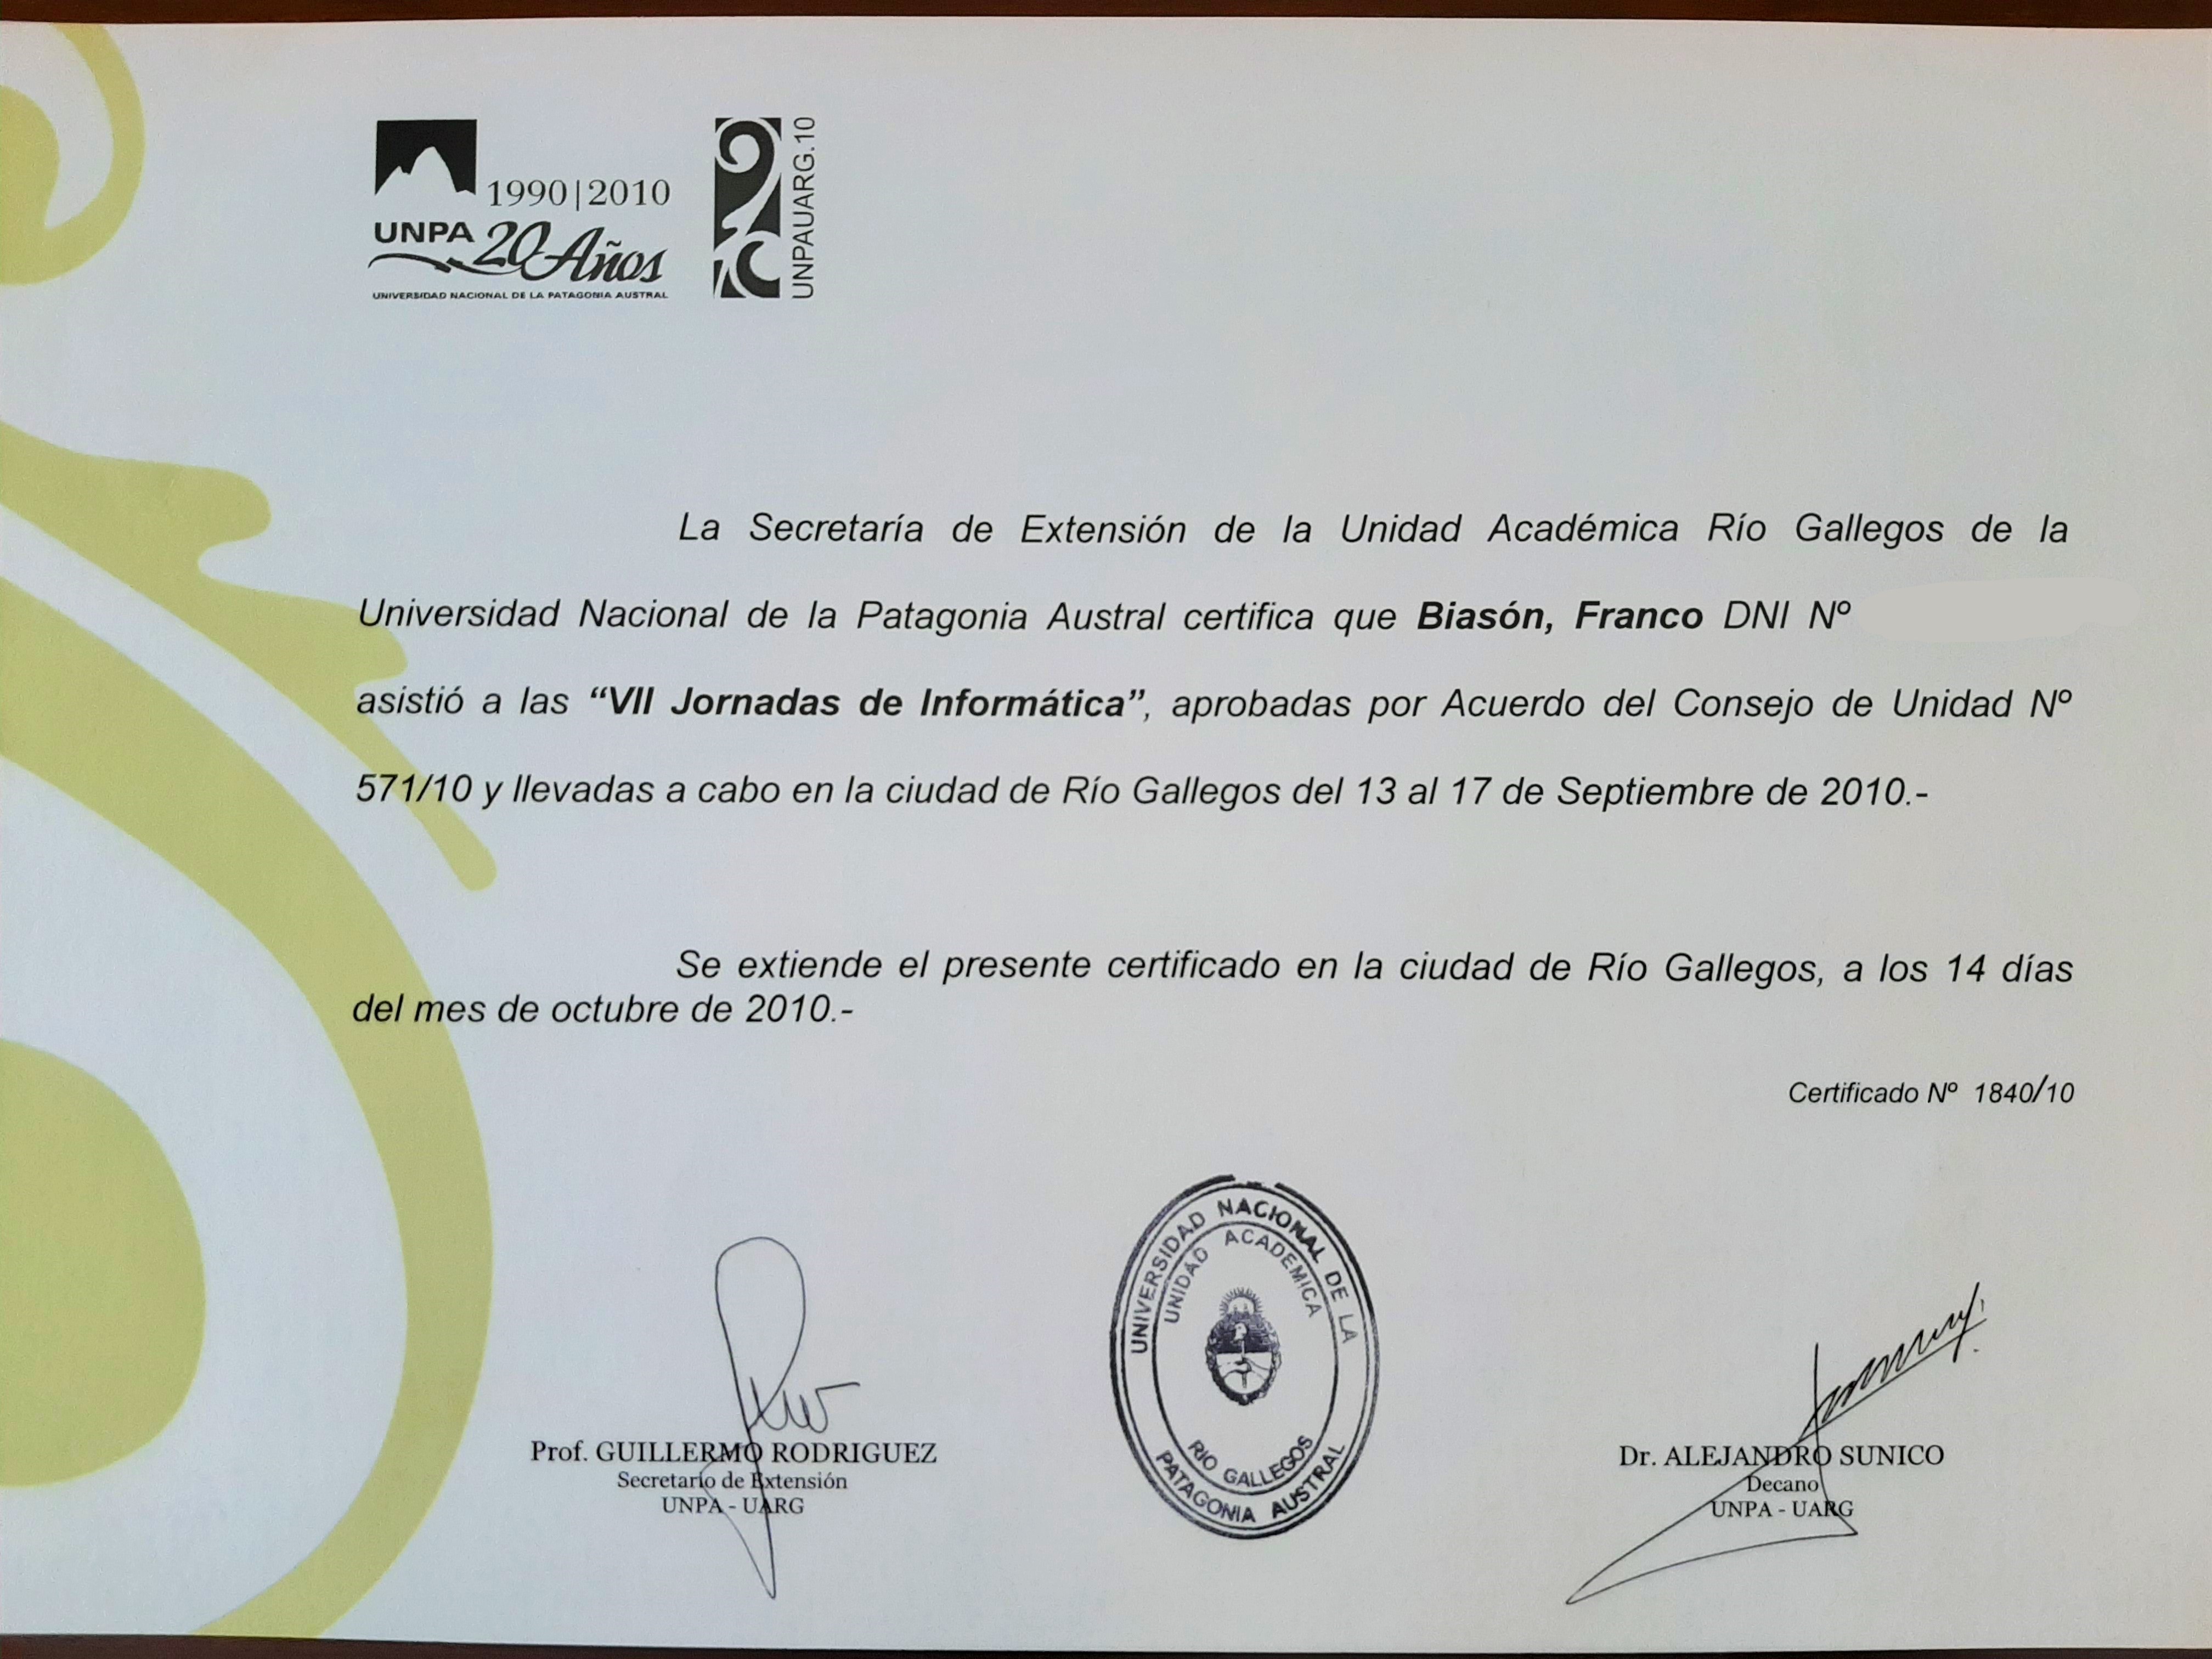 1990|2010
UNPA 20 Años
UNIVERSIDAD NACIONAL DE LA PATAGONIA AUSTRAL
UNPAUARG.10
La Secretaría de Extensión de la Unidad Académica Río Gallegos de la
Universidad Nacional de la Patagonia Austral certifica que Biasón, Franco DNI Nº
asistió a las “VII Jornadas de Informática”, aprobadas por Acuerdo del Consejo de Unidad Nº
571/10 y llevadas a cabo en la ciudad de Río Gallegos del 13 al 17 de Septiembre de 2010.-
Se extiende el presente certificado en la ciudad de Río Gallegos, a los 14 días
del mes de octubre de 2010.-
Certificado Nº 1840/10
UNIVERSIDAD NACIONAL DE LA
UNIDAD ACADEMICA
RIO GALLEGOS
PATAGONIA AUSTRAL
Prof. GUILLERMO RODRIGUEZ
Secretario de Extensión
UNPA - UARG
Dr. ALEJANDRO SUNICO
Decano
UNPA - UARG